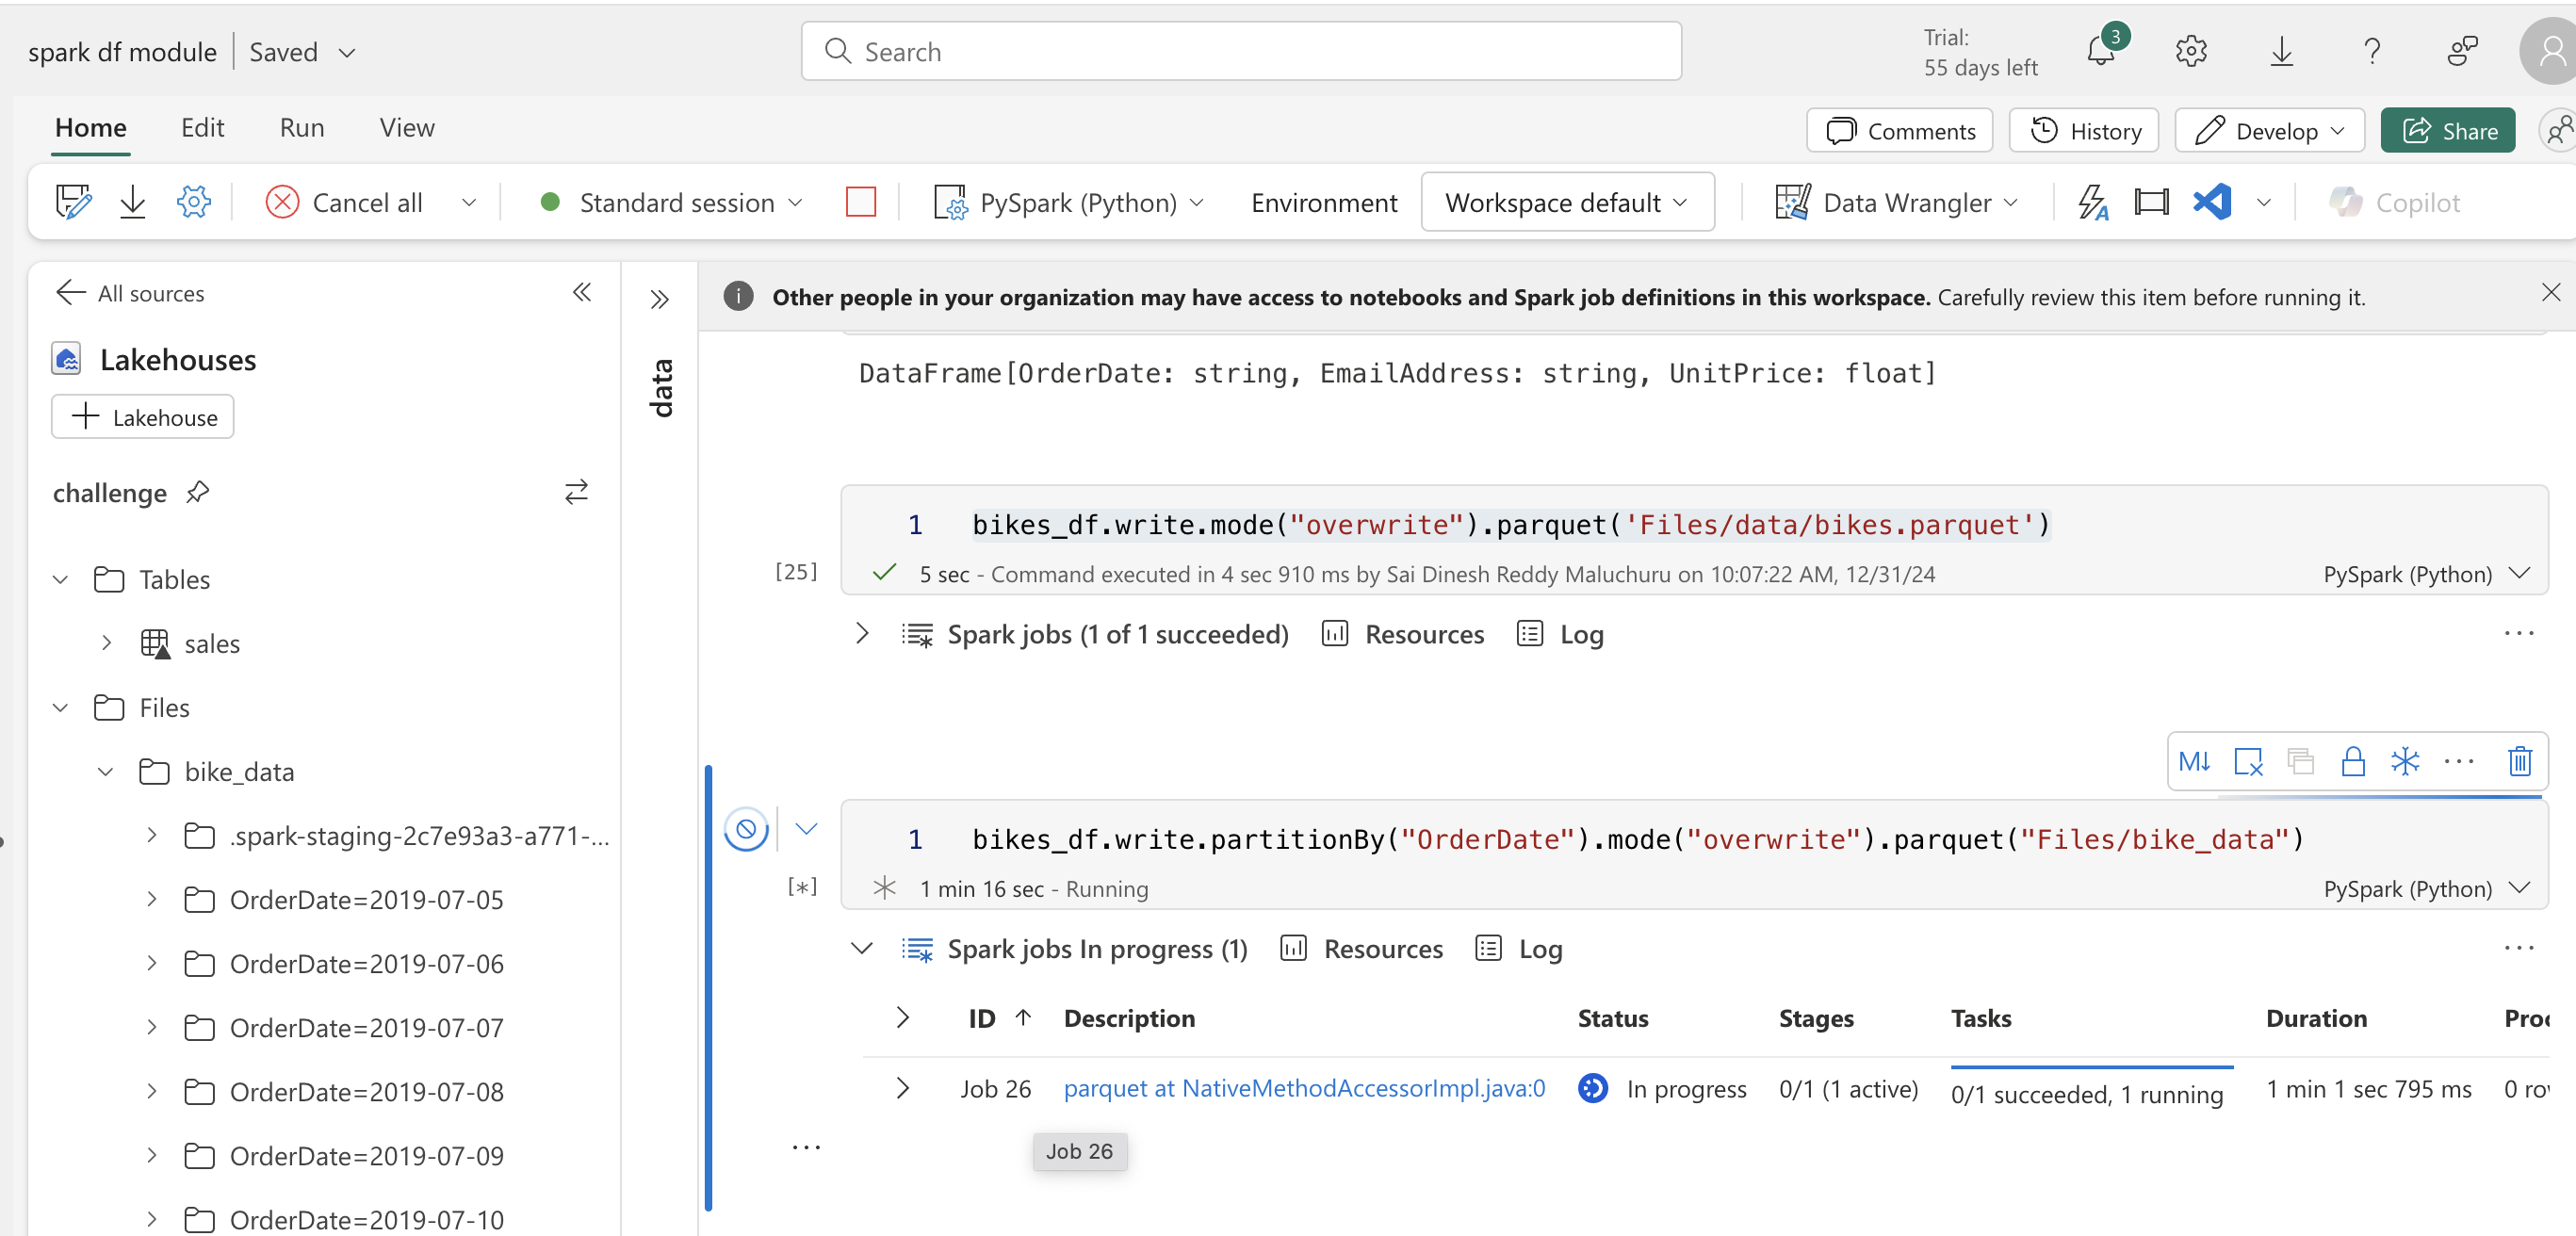 spark df module | Saved
Search
Trial:
55 days left
3
Home Edit Run View
Comments History Develop Share
Cancel all Standard session PySpark (Python) Environment Workspace default Data Wrangler Copilot
All sources
Lakehouses
Lakehouse
challenge
Tables
sales
Files
bike_data
.spark-staging-2c7e93a3-a771-...
OrderDate=2019-07-05
OrderDate=2019-07-06
OrderDate=2019-07-07
OrderDate=2019-07-08
OrderDate=2019-07-09
OrderDate=2019-07-10
data
Other people in your organization may have access to notebooks and Spark job definitions in this workspace. Carefully review this item before running it.
DataFrame[OrderDate: string, EmailAddress: string, UnitPrice: float]
1 bikes_df.write.mode("overwrite").parquet('Files/data/bikes.parquet')
[25] 5 sec - Command executed in 4 sec 910 ms by Sai Dinesh Reddy Maluchuru on 10:07:22 AM, 12/31/24 PySpark (Python)
Spark jobs (1 of 1 succeeded) Resources Log
M↓
1 bikes_df.write.partitionBy("OrderDate").mode("overwrite").parquet("Files/bike_data")
[*] 1 min 16 sec - Running PySpark (Python)
Spark jobs In progress (1) Resources Log
ID Description Status Stages Tasks Duration
Job 26 parquet at NativeMethodAccessorImpl.java:0 In progress 0/1 (1 active) 0/1 succeeded, 1 running 1 min 1 sec 795 ms 0
Job 26